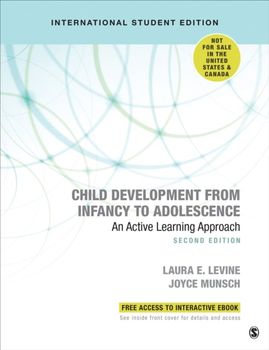 INTERNATIONAL STUDENT EDITION
NOT FOR
SALE
IN THE
UNITED
STATES &
CANADA
CHILD DEVELOPMENT FROM
INFANCY TO ADOLESCENCE
An Active Learning Approach
SECOND EDITION
LAURA E. LEVINE
JOYCE MUNSCH
FREE ACCESS TO INTERACTIVE EBOOK
See inside front cover for details and access
SAGE